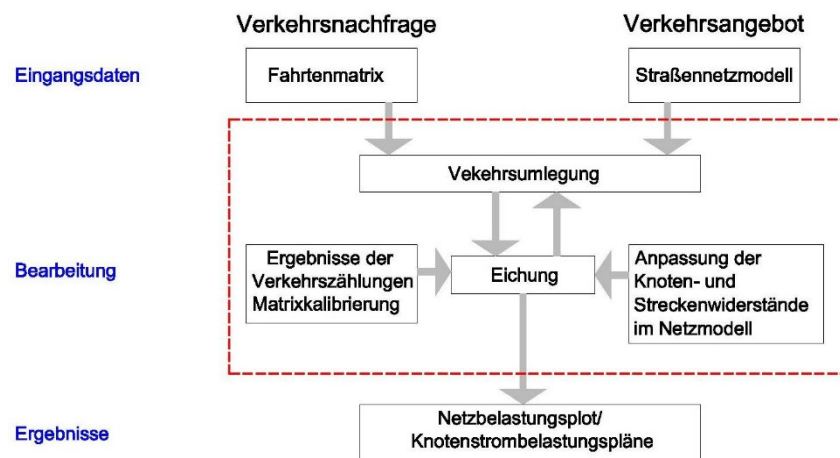 Verkehrsnachfrage
Verkehrsangebot
Eingangsdaten
Fahrtenmatrix
Straßennetzmodell
Vekehrsumlegung
Bearbeitung
Ergebnisse der
Verkehrszählungen
Matrixkalibrierung
Eichung
Anpassung der
Knoten- und
Streckenwiderstände
im Netzmodell
Ergebnisse
Netzbelastungsplot/
Knotenstrombelastungspläne